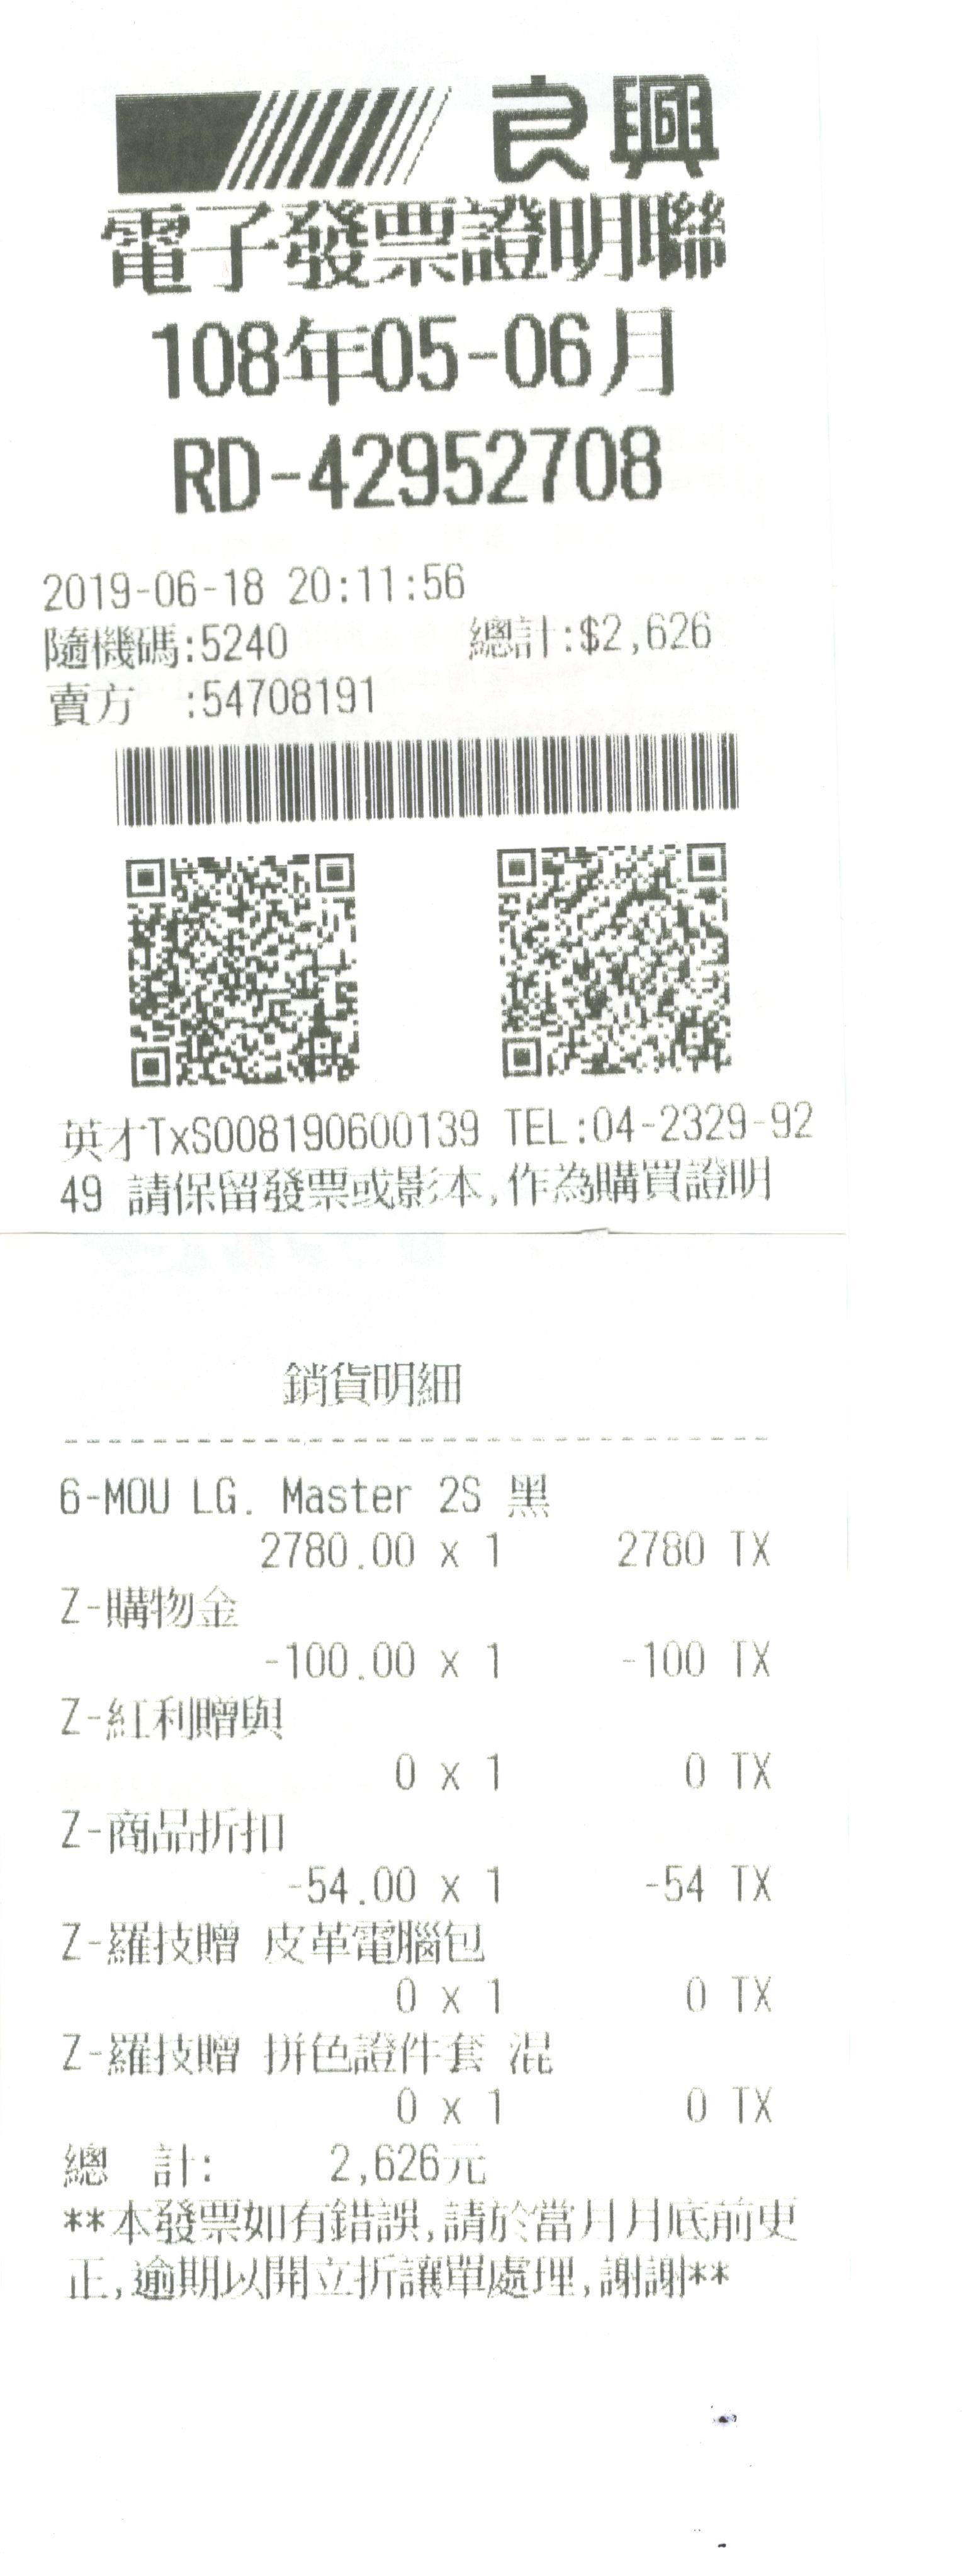 良興
電子發票證明聯
108年05-06月
RD-42952708
2019-06-18 20:11:56
隨機碼:5240 總計:$2,626
賣方 :54708191
英才TxS008190600139 TEL:04-2329-92
49 請保留發票或影本,作為購買證明
銷貨明細
--------------------------------
6-MOU LG. Master 2S 黑
2780.00 x 1 2780 TX
Z-購物金
-100.00 x 1 -100 TX
Z-紅利贈與
0 x 1 0 TX
Z-商品折扣
-54.00 x 1 -54 TX
Z-羅技贈 皮革電腦包
0 x 1 0 TX
Z-羅技贈 拼色證件套 混
0 x 1 0 TX
總 計: 2,626元
**本發票如有錯誤,請於當月月底前更
正,逾期以開立折讓單處理,謝謝**